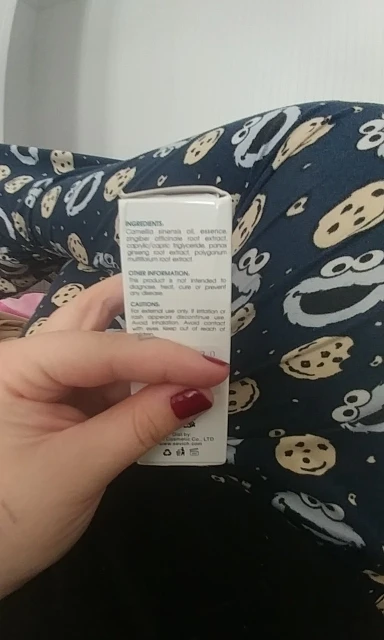 INGREDIENTS:
Camellia sinensis oil, essence
zingiber officinale root extract,
caprylic/capric triglyceride, panax
ginseng root extract, polygonum
multiflorum root extract.
OTHER INFORMATION:
This product is not intended to
diagnose, treat, cure or prevent
any disease.
CAUTIONS:
For external use only. If irritation or
rash appears discontinue use.
Avoid inhalation. Avoid contact
with eyes. Keep out of reach of
Co., LTD